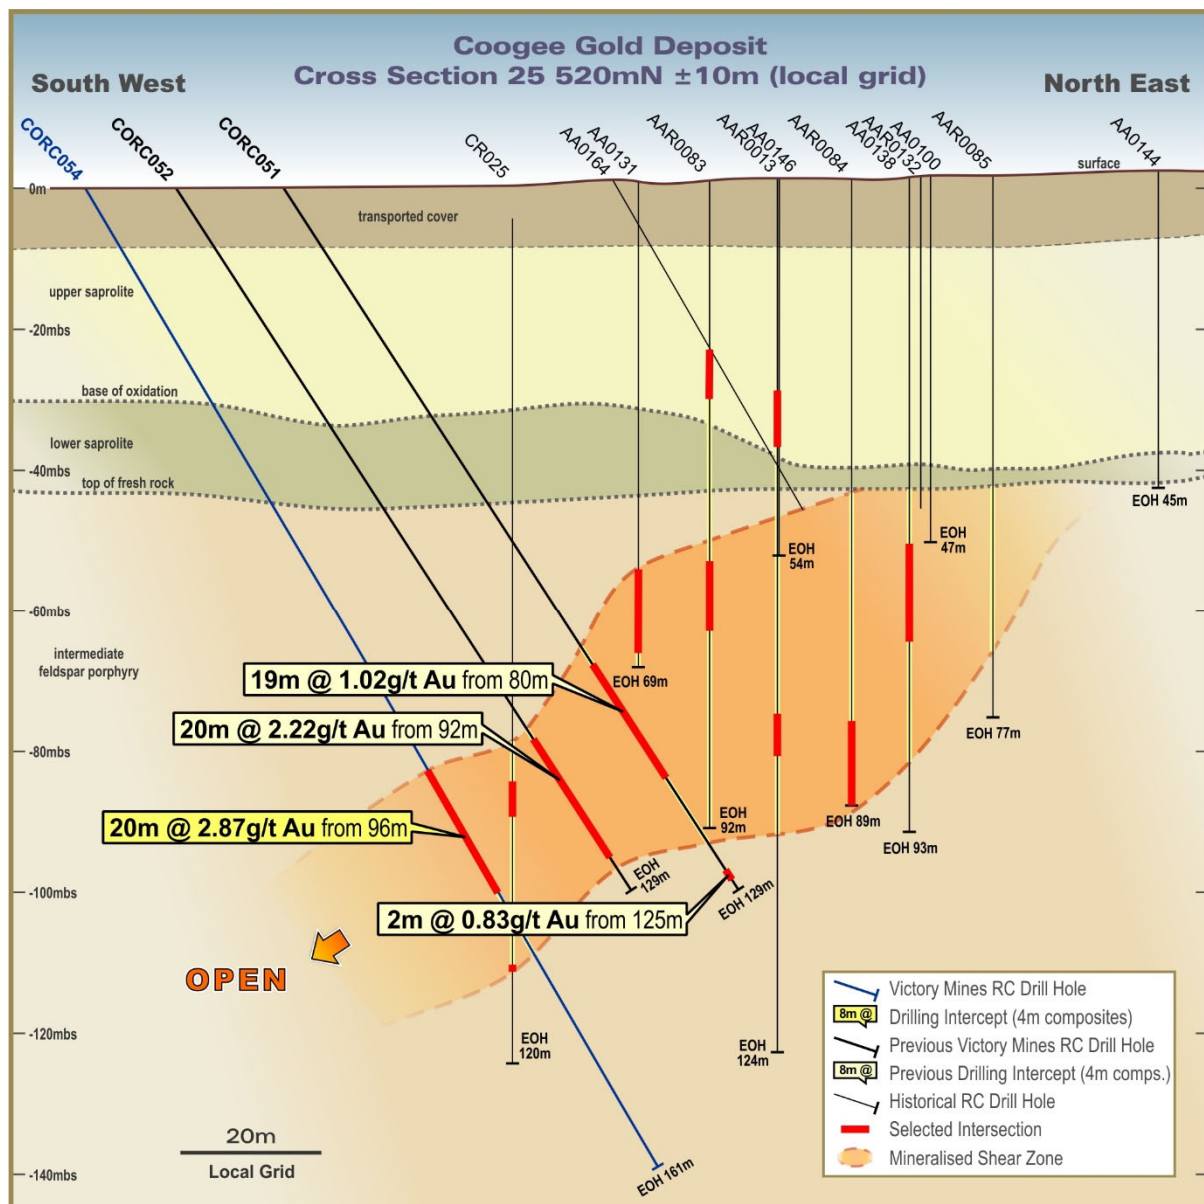 Coogee Gold Deposit
Cross Section 25 520mN ±10m (local grid)
South West
North East
CORC054
CORC052
CORC051
CR025
AA0164
AA0131
AAR0083
AAR0013
AA0146
AAR0084
AA0138
AAR0132
AA0100
AAR0085
AA0144
surface
0m
transported cover
upper saprolite
-20mbs
base of oxidation
lower saprolite
-40mbs
top of fresh rock
EOH 45m
EOH
54m
EOH
47m
-60mbs
intermediate
feldspar porphyry
19m @ 1.02g/t Au from 80m
EOH 69m
20m @ 2.22g/t Au from 92m
EOH 77m
-80mbs
20m @ 2.87g/t Au from 96m
EOH
92m
EOH 89m
EOH 93m
EOH
129m
EOH 129m
-100mbs
2m @ 0.83g/t Au from 125m
OPEN
-120mbs
EOH
120m
EOH
124m
20m
Local Grid
-140mbs
EOH 161m
Victory Mines RC Drill Hole
8m @
Drilling Intercept (4m composites)
Previous Victory Mines RC Drill Hole
8m @
Previous Drilling Intercept (4m comps.)
Historical RC Drill Hole
Selected Intersection
Mineralised Shear Zone